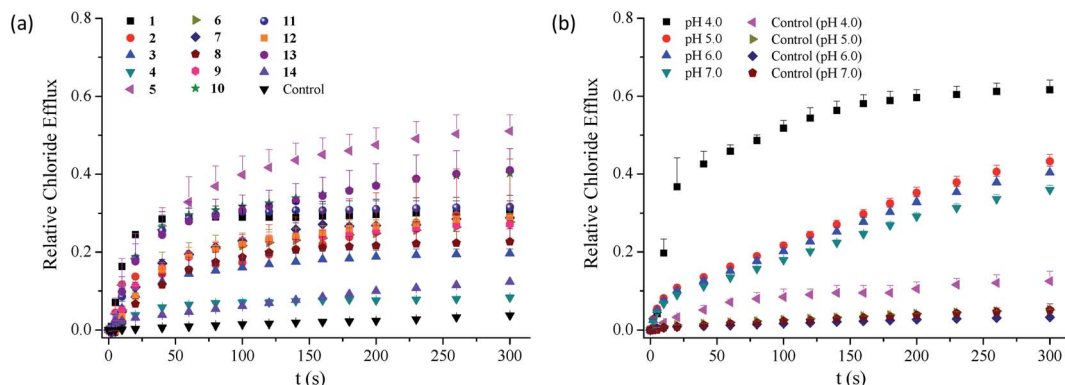 (a)
Relative Chloride Efflux
0.8
0.6
0.4
0.2
0.0
1 6 11
2 7 12
3 8 13
4 9 14
5 10 Control
0 50 100 150 200 250 300
t (s)
(b)
Relative Chloride Efflux
0.8
0.6
0.4
0.2
0.0
pH 4.0 Control (pH 4.0)
pH 5.0 Control (pH 5.0)
pH 6.0 Control (pH 6.0)
pH 7.0 Control (pH 7.0)
0 50 100 150 200 250 300
t (s)